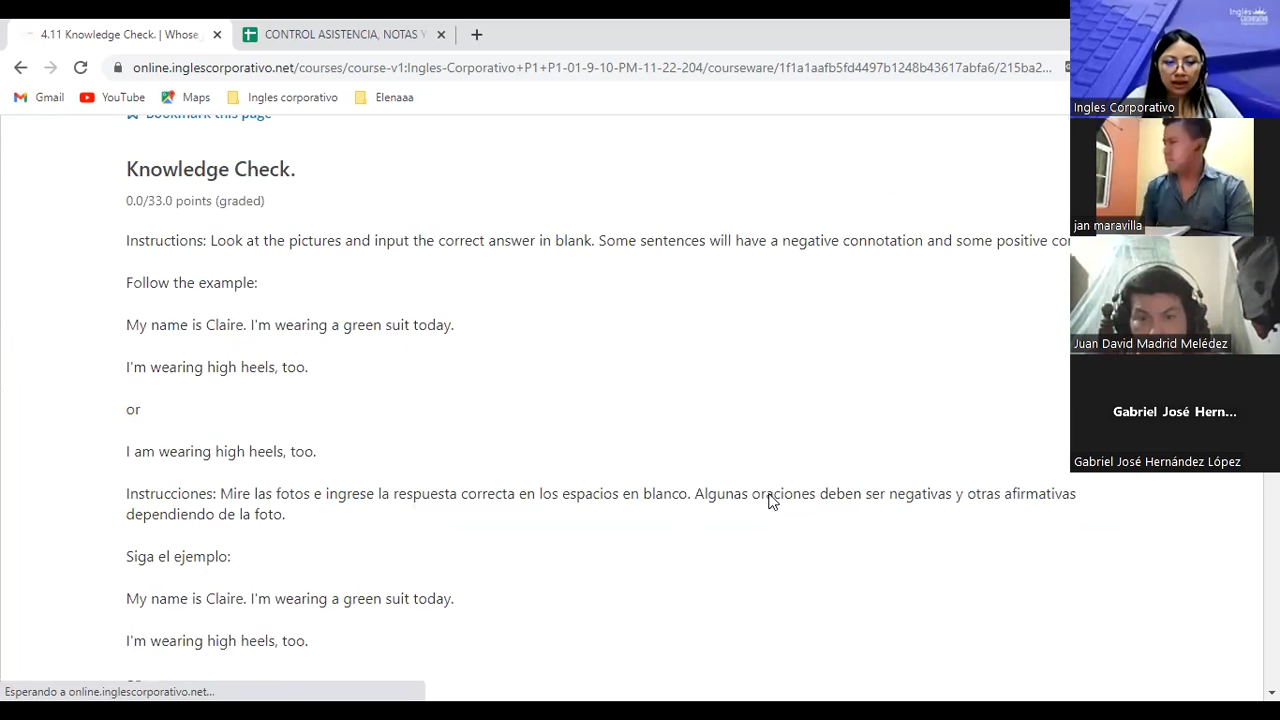 4.11 Knowledge Check. | Whose
CONTROL ASISTENCIA, NOTAS Y
online.inglescorporativo.net/courses/course-v1:Ingles-Corporativo+P1+P1-01-9-10-PM-11-22-204/courseware/1f1a1aafb5fd4497b1248b43617abfa6/215ba2...
Gmail
YouTube
Maps
Ingles corporativo
Elenaaa
Bookmark this page
Knowledge Check.
0.0/33.0 points (graded)
Instructions: Look at the pictures and input the correct answer in blank. Some sentences will have a negative connotation and some positive co
Follow the example:
My name is Claire. I'm wearing a green suit today.
I'm wearing high heels, too.
or
I am wearing high heels, too.
Instrucciones: Mire las fotos e ingrese la respuesta correcta en los espacios en blanco. Algunas oraciones deben ser negativas y otras afirmativas
dependiendo de la foto.
Siga el ejemplo:
My name is Claire. I'm wearing a green suit today.
I'm wearing high heels, too.
Esperando a online.inglescorporativo.net...
Inglés
Ingles Corporativo
jan maravilla
Juan David Madrid Melédez
Gabriel José Hern...
Gabriel José Hernández López